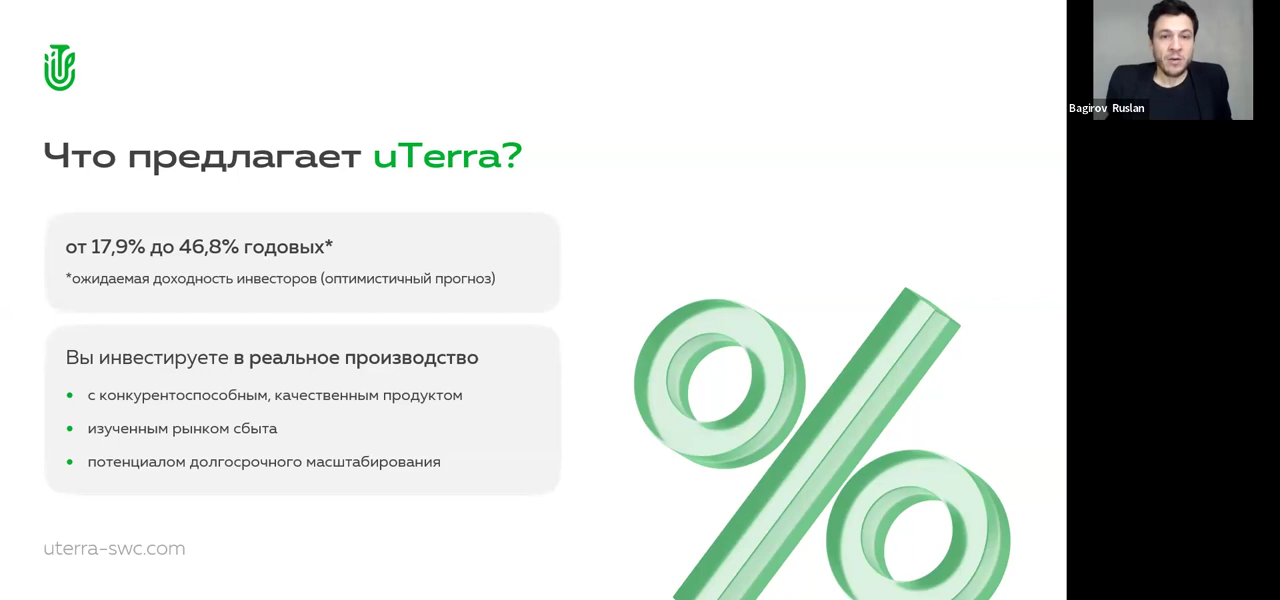 Что предлагает uTerra?
от 17,9% до 46,8% годовых*
*ожидаемая доходность инвесторов (оптимистичный прогноз)
Вы инвестируете в реальное производство
с конкурентоспособным, качественным продуктом
изученным рынком сбыта
потенциалом долгосрочного масштабирования
uterra-swc.com
Bagirov Ruslan